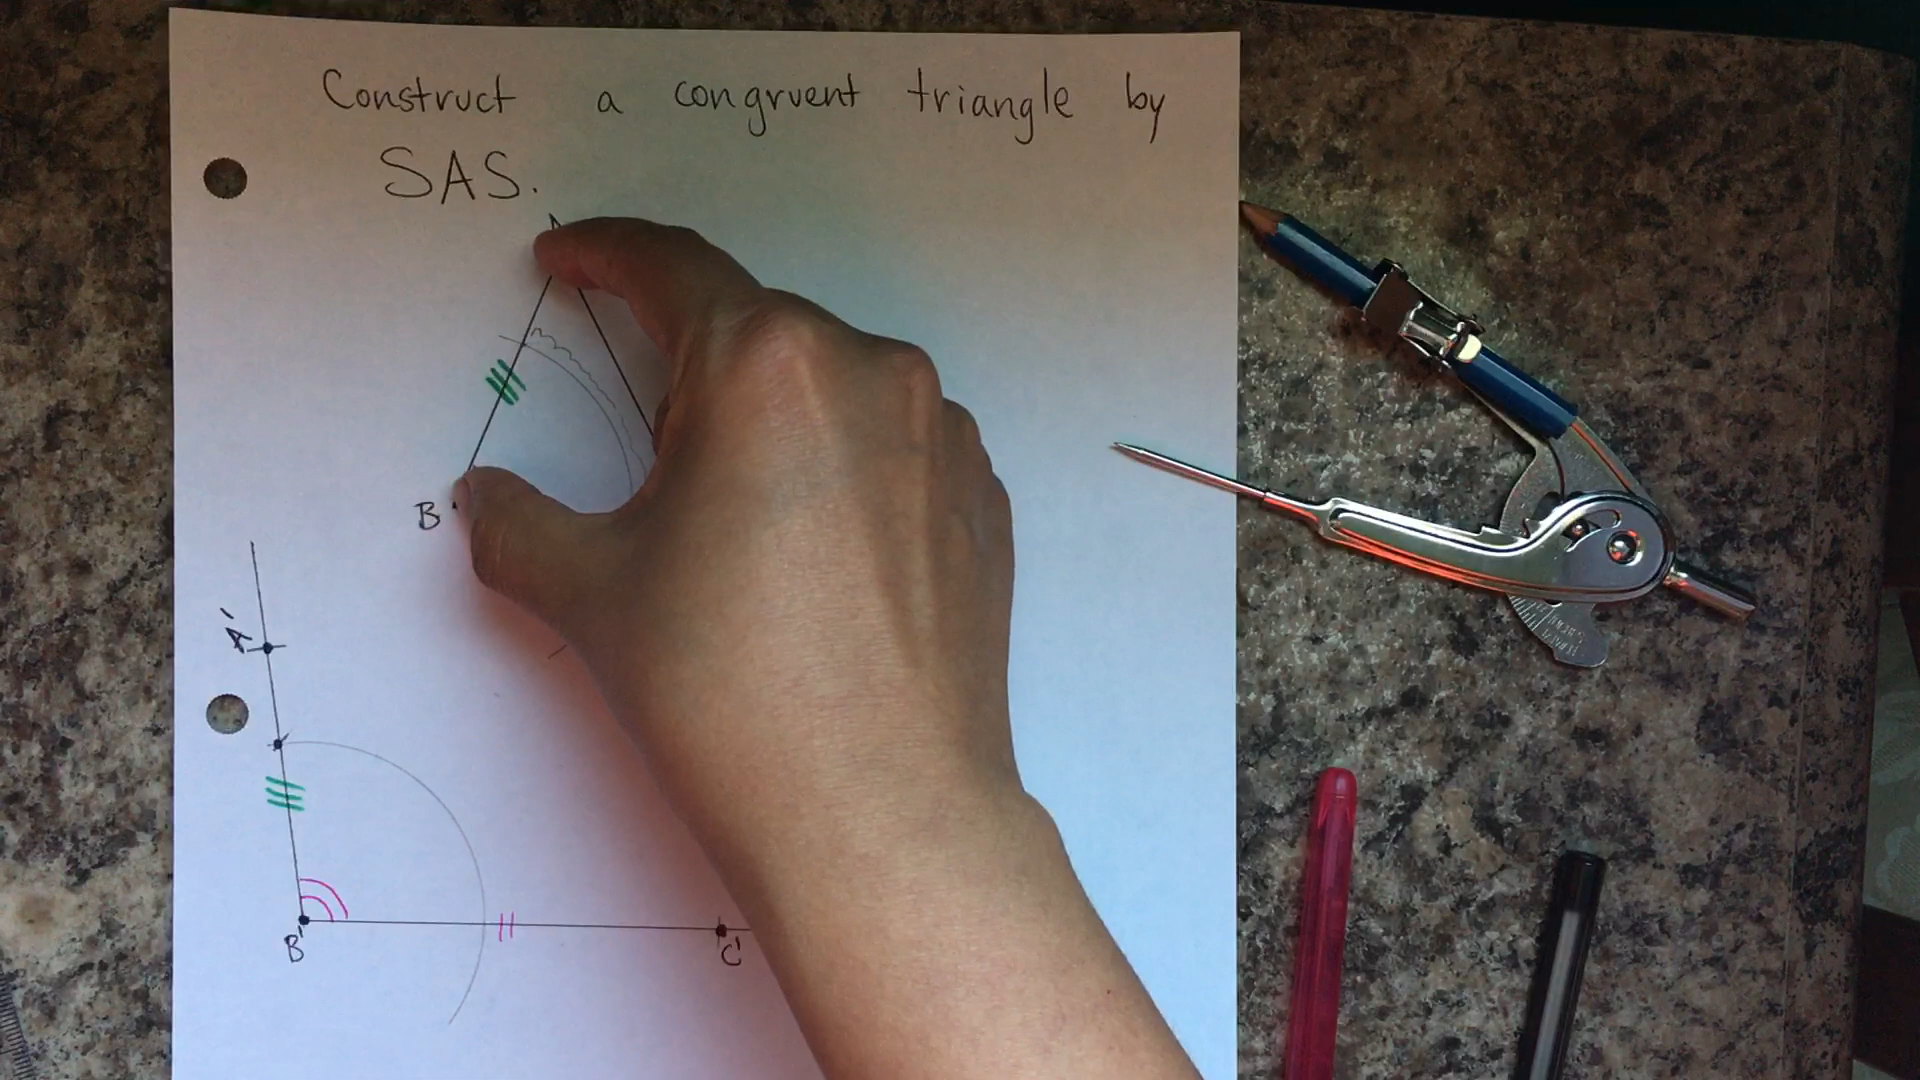 Construct a congruent triangle by
SAS.
B
A'
B'
C'